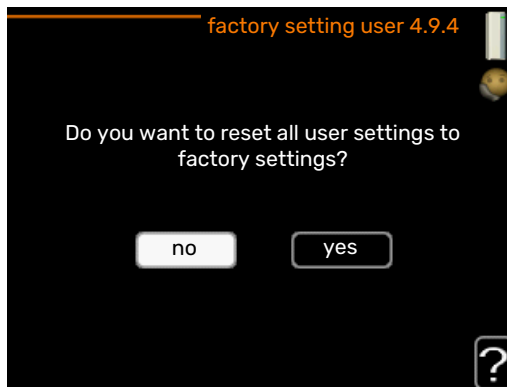 factory setting user 4.9.4
Do you want to reset all user settings to
factory settings?
no
yes
?